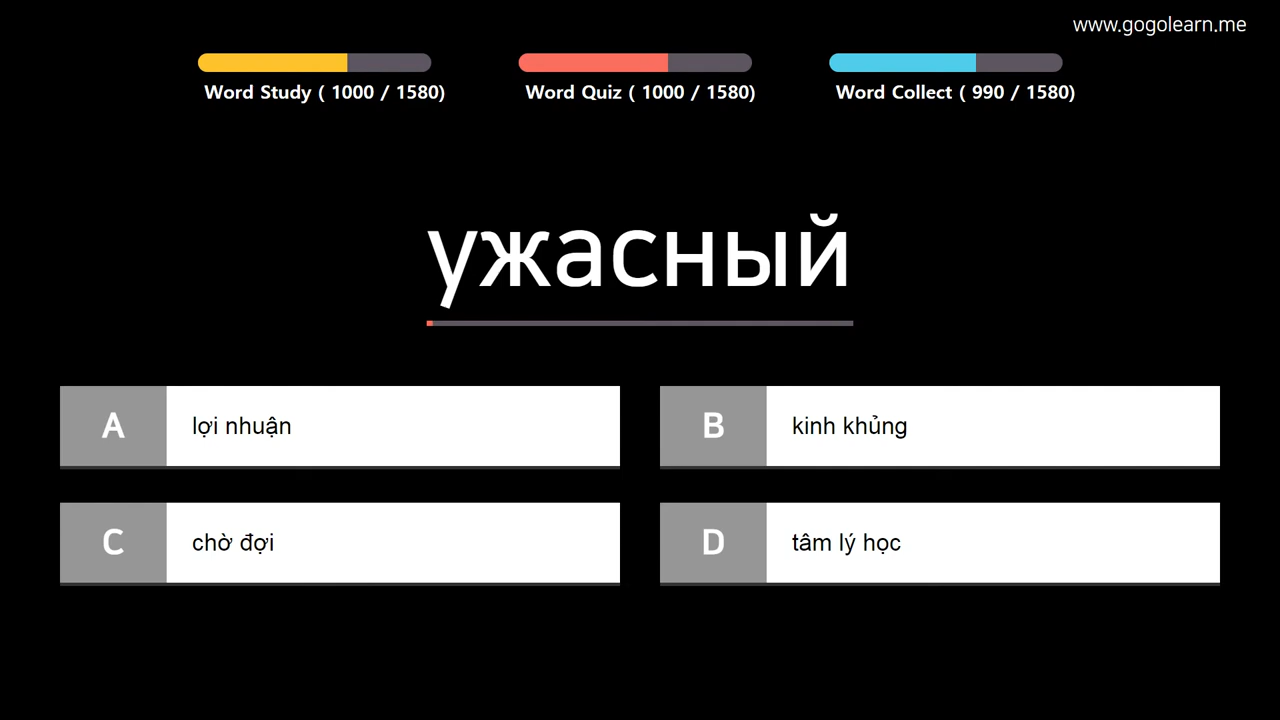 www.gogolearn.me
Word Study ( 1000 / 1580)
Word Quiz ( 1000 / 1580)
Word Collect ( 990 / 1580)
ужасный
A lợi nhuận
B kinh khủng
C chờ đợi
D tâm lý học